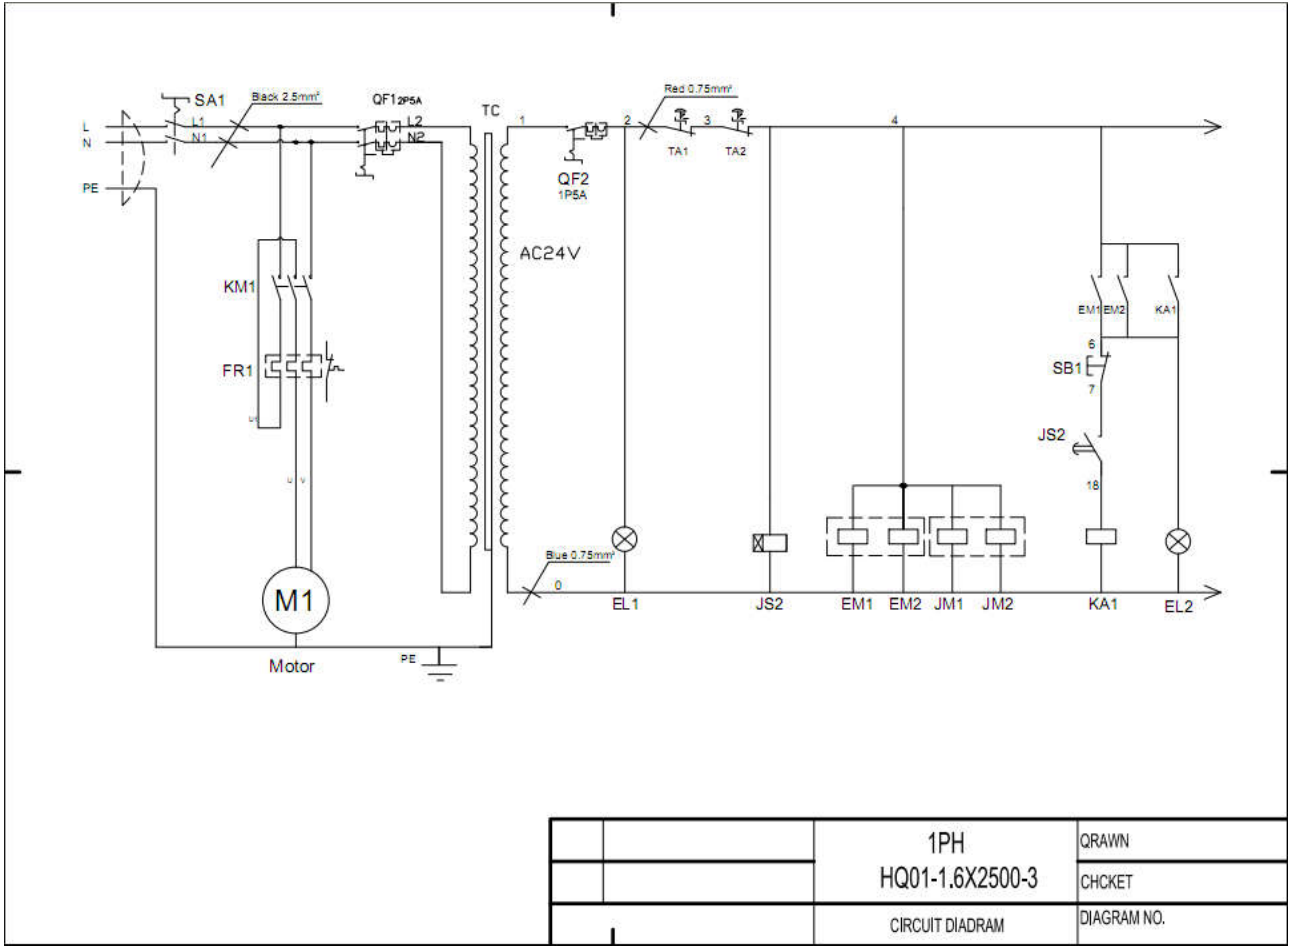 SA1
Black 2.5mm²
QF1 2P5A
TC
Red 0.75mm²
L
L1
L2
1
2
3
4
N
N1
N2
TA1
TA2
QF2
1P5A
PE
AC24V
KM1
EM1
EM2
KA1
6
FR1
SB1
7
JS2
U
V
18
Blue 0.75mm²
0
M1
EL1
JS2
EM1
EM2
JM1
JM2
KA1
EL2
Motor
PE
1PH
HQ01-1.6X2500-3
QRAWN
CHCKET
CIRCUIT DIADRAM
DIAGRAM NO.